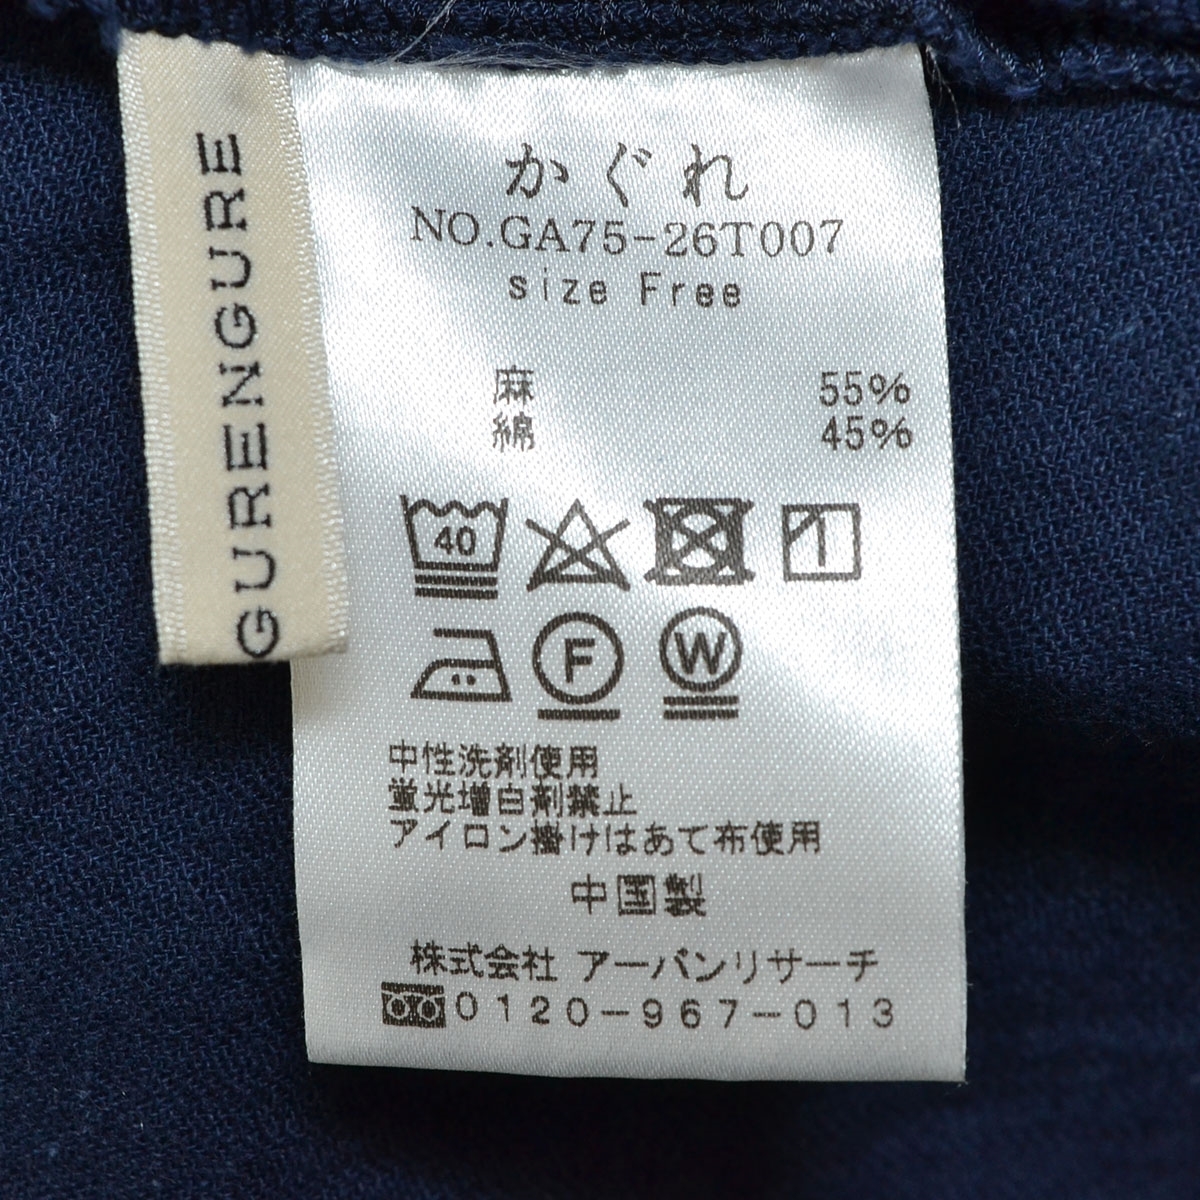 GURENGURE
かぐれ
NO.GA75-26T007
size Free
麻 55%
綿 45%
40
F W
中性洗剤使用
蛍光増白剤禁止
アイロン掛けはあて布使用
中国製
株式会社 アーバンリサーチ
0120-967-013